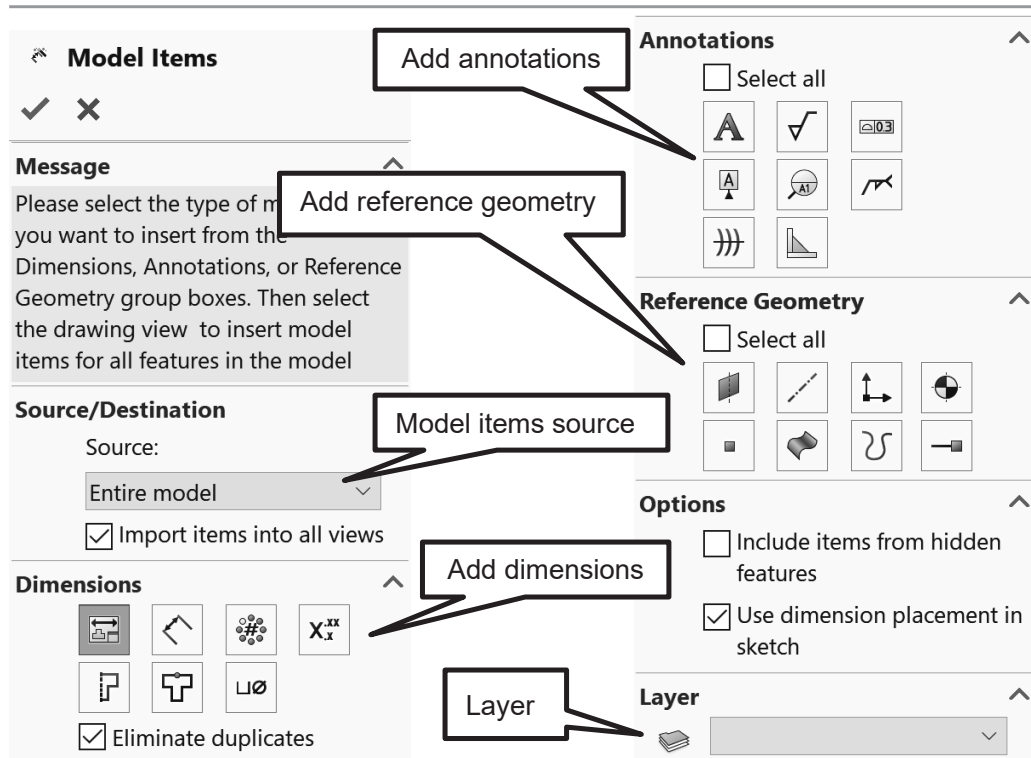 Model Items
Message
Please select the type of m
you want to insert from the
Dimensions, Annotations, or Reference
Geometry group boxes. Then select
the drawing view to insert model
items for all features in the model
Source/Destination
Source:
Entire model
Import items into all views
Dimensions
#
X.xx
.x
Eliminate duplicates
Add annotations
Add reference geometry
Model items source
Add dimensions
Layer
Annotations
Select all
A
0.3
A
A1
Reference Geometry
Select all
Options
Include items from hidden
features
Use dimension placement in
sketch
Layer